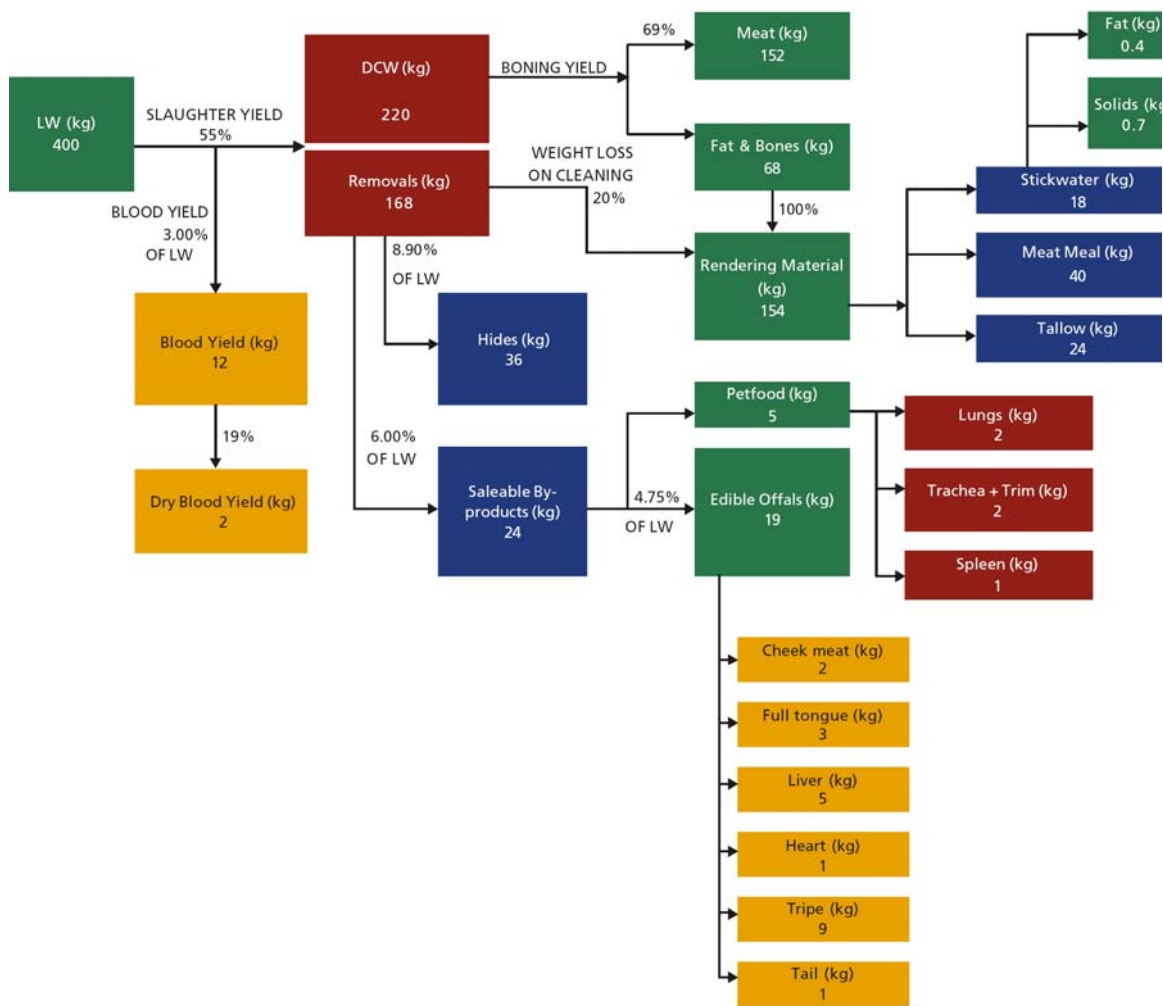 LW (kg)
400
SLAUGHTER YIELD
55%
BLOOD YIELD
3.00%
OF LW
Blood Yield (kg)
12
19%
Dry Blood Yield (kg)
2
DCW (kg)
220
Removals (kg)
168
8.90%
OF LW
Hides (kg)
36
6.00%
OF LW
Saleable By-
products (kg)
24
BONING YIELD
69%
Meat (kg)
152
Fat & Bones (kg)
68
100%
WEIGHT LOSS
ON CLEANING
20%
Rendering Material
(kg)
154
Fat (kg)
0.4
Solids (kg
0.7
Stickwater (kg)
18
Meat Meal (kg)
40
Tallow (kg)
24
Petfood (kg)
5
4.75%
OF LW
Edible Offals (kg)
19
Lungs (kg)
2
Trachea + Trim (kg)
2
Spleen (kg)
1
Cheek meat (kg)
2
Full tongue (kg)
3
Liver (kg)
5
Heart (kg)
1
Tripe (kg)
9
Tail (kg)
1